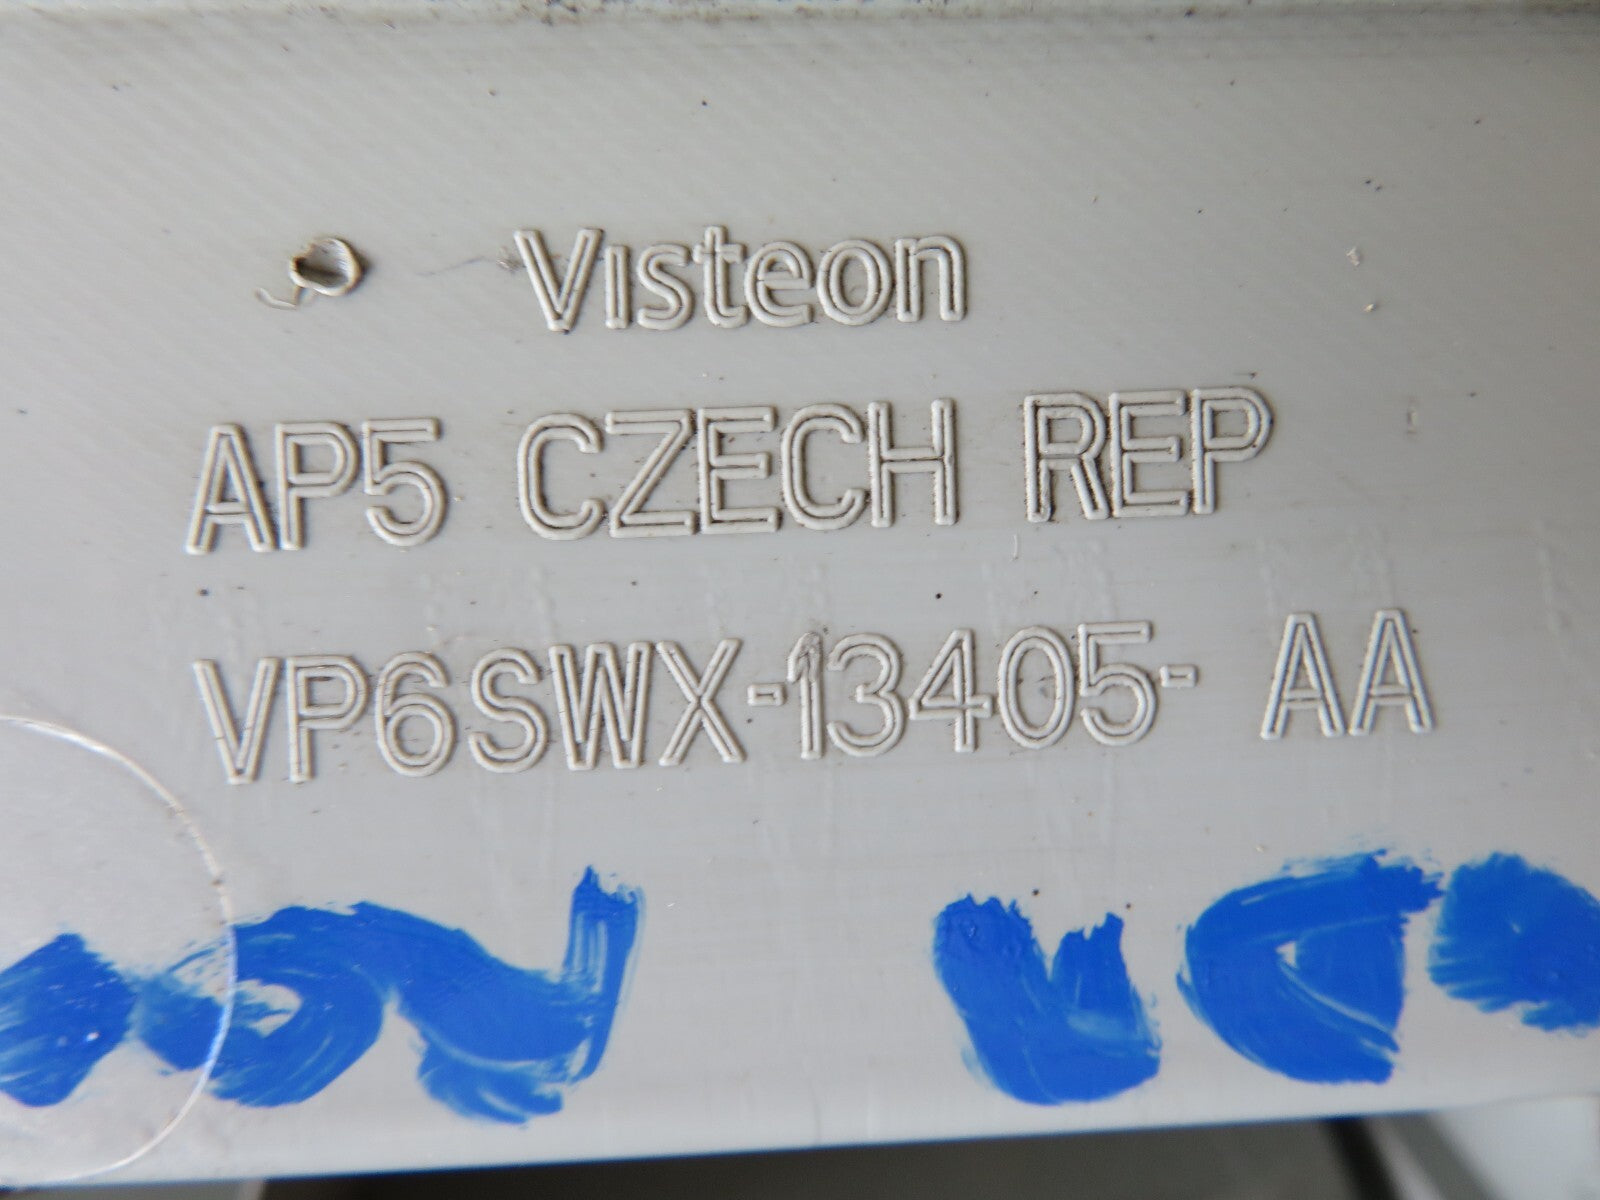 Visteon
AP5 CZECH REP
VP6SWX-13405- AA